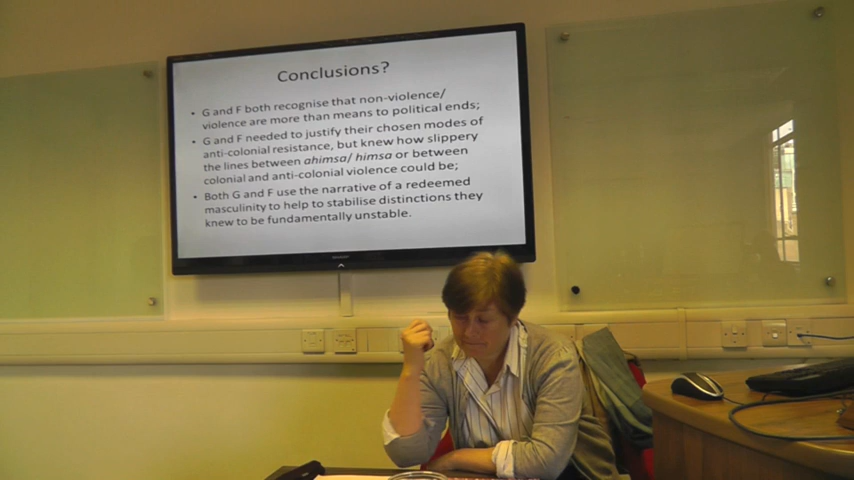 Conclusions?
• G and F both recognise that non-violence/
violence are more than means to political ends;
• G and F needed to justify their chosen modes of
anti-colonial resistance, but knew how slippery
the lines between ahimsa/ himsa or between
colonial and anti-colonial violence could be;
• Both G and F use the narrative of a redeemed
masculinity to help to stabilise distinctions they
knew to be fundamentally unstable.